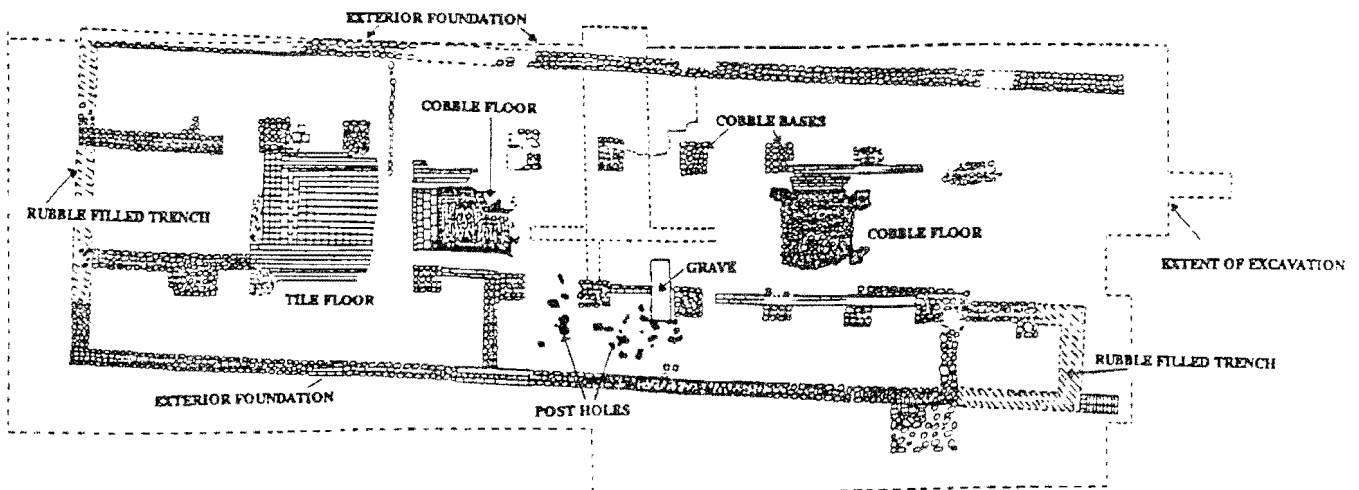 EXTERIOR FOUNDATION
COBBLE FLOOR
COBBLE BASES
RUBBLE FILLED TRENCH
COBBLE FLOOR
GRAVE
EXTENT OF EXCAVATION
TILE FLOOR
RUBBLE FILLED TRENCH
EXTERIOR FOUNDATION
POST HOLES